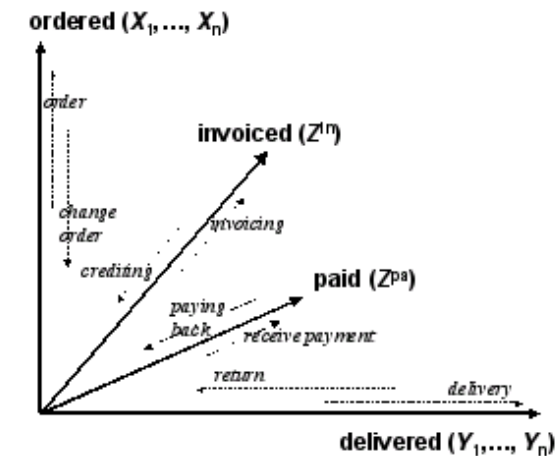 ordered (X₁,..., Xₙ)
order
invoiced (Zᴵⁿ)
change
order
invoicing
crediting
paid (Zᵖᵃ)
paying
back
receive payment
return
delivery
delivered (Y₁,..., Yₙ)